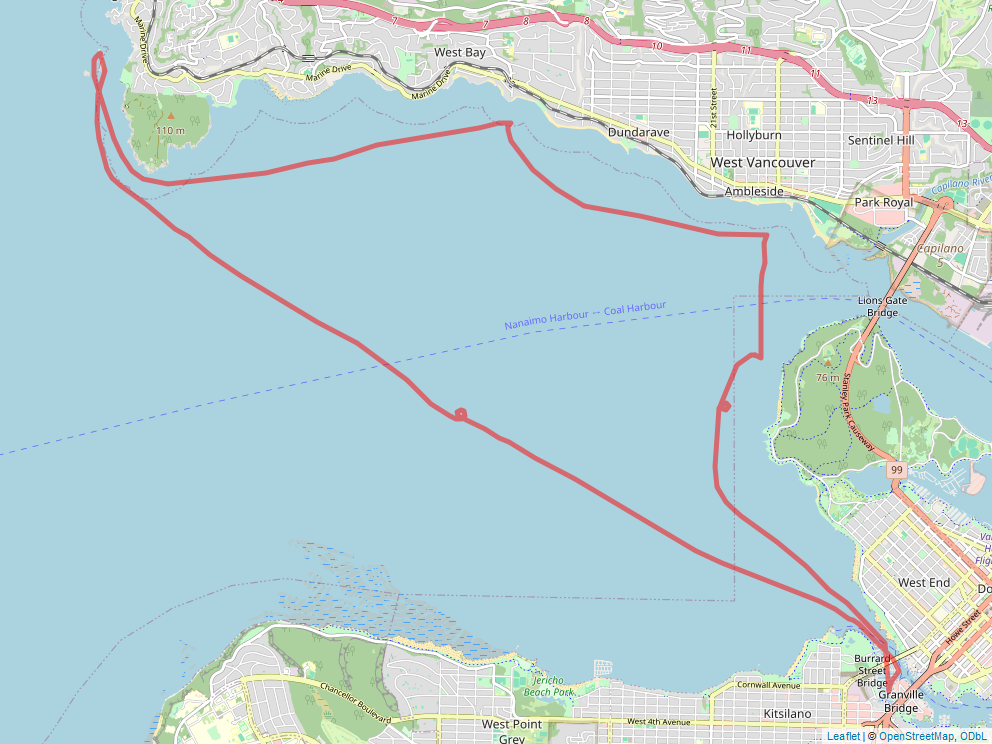 7
7
8
8
10
11
11
13
13
Marine Drive
West Bay
Marine Drive
Marine Drive
110 m
21st Street
Dundarave
Hollyburn
Sentinel Hill
West Vancouver
Ambleside
Park Royal
Capilano River
Capilano
5
Lions Gate
Bridge
Nanaimo Harbour -- Coal Harbour
76 m
Stanley Park Causeway
99
West End
Howe Street
Burrard
Street
Bridge
Granville
Bridge
Jericho
Beach Park
Cornwall Avenue
Kitsilano
West 4th Avenue
Chancellor Boulevard
West Point
Grey
Leaflet | © OpenStreetMap, ODbL